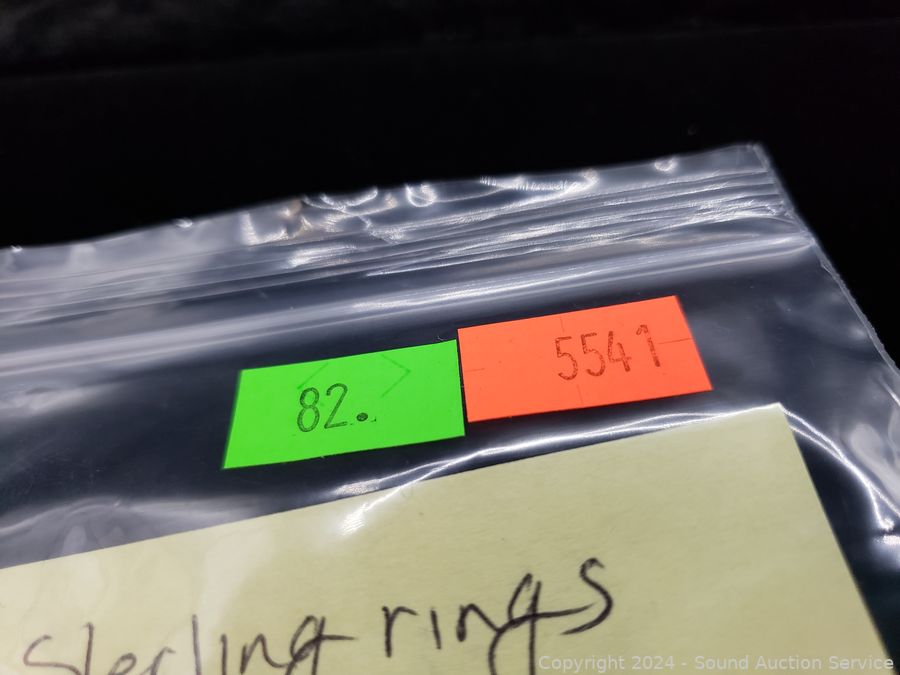 82.
5541
Sterling rings
Copyright 2024 - Sound Auction Service